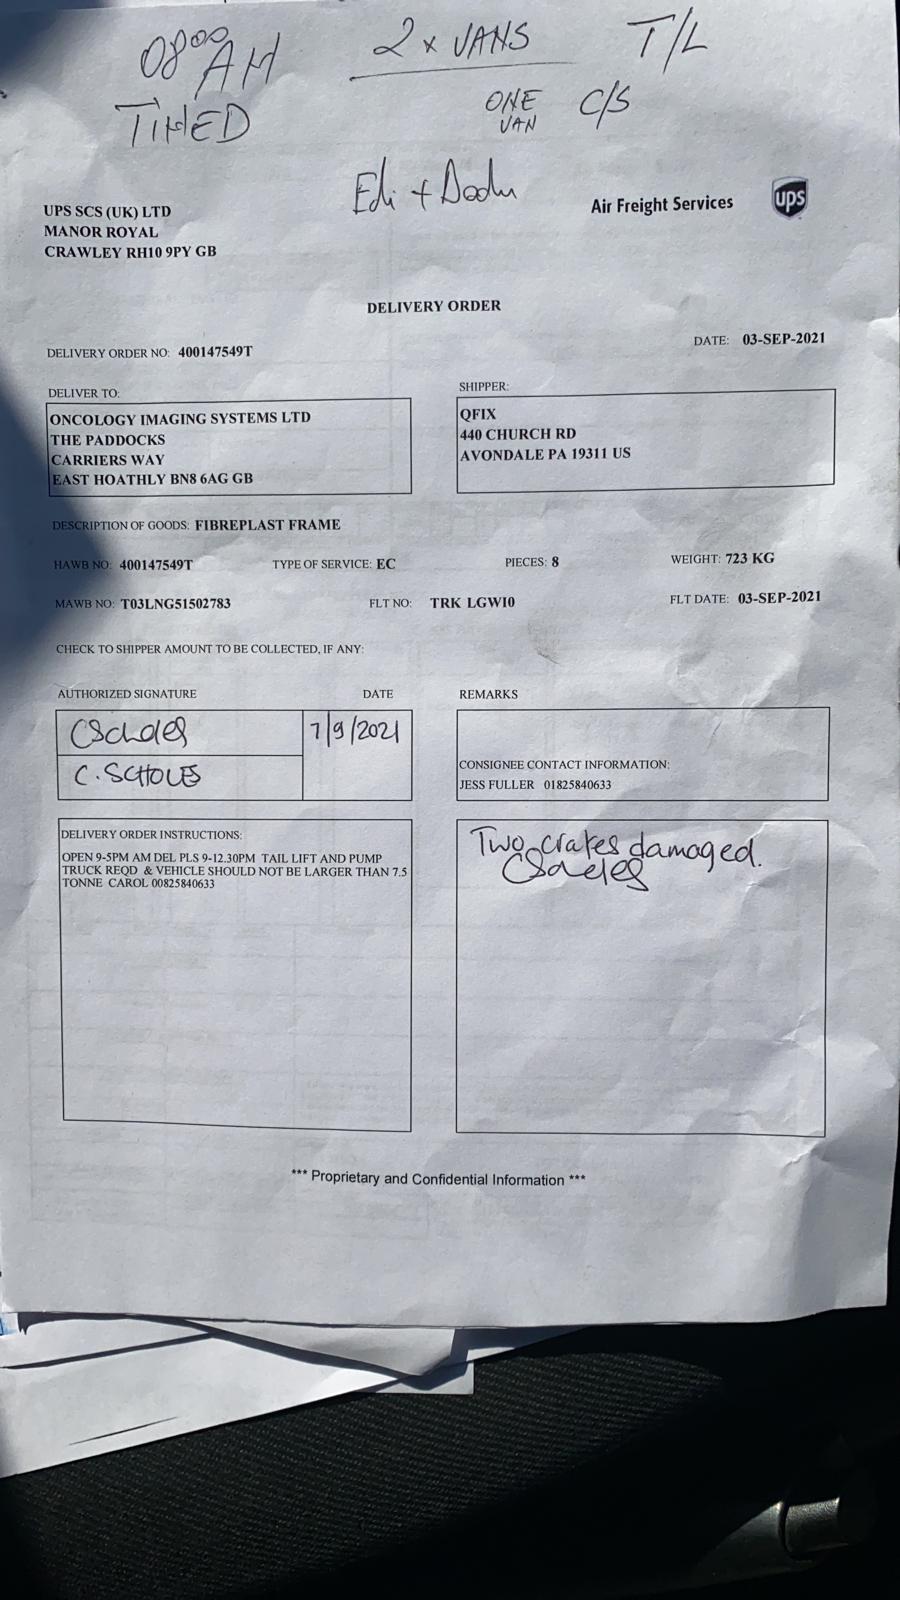 08⁰⁰ AM
TIMED
2 x VANS T/L
ONE VAN C/S
Edi + Dodu
UPS SCS (UK) LTD
MANOR ROYAL
CRAWLEY RH10 9PY GB
Air Freight Services
ups
DELIVERY ORDER
DELIVERY ORDER NO: 400147549T
DATE: 03-SEP-2021
DELIVER TO:
ONCOLOGY IMAGING SYSTEMS LTD
THE PADDOCKS
CARRIERS WAY
EAST HOATHLY BN8 6AG GB
SHIPPER:
QFIX
440 CHURCH RD
AVONDALE PA 19311 US
DESCRIPTION OF GOODS: FIBREPLAST FRAME
HAWB NO: 400147549T TYPE OF SERVICE: EC PIECES: 8 WEIGHT: 723 KG
MAWB NO: T03LNG51502783 FLT NO: TRK LGWI0 FLT DATE: 03-SEP-2021
CHECK TO SHIPPER AMOUNT TO BE COLLECTED, IF ANY:
AUTHORIZED SIGNATURE DATE
CScholes 7/9/2021
C. SCHOLES
REMARKS
CONSIGNEE CONTACT INFORMATION:
JESS FULLER 01825840633
DELIVERY ORDER INSTRUCTIONS:
OPEN 9-5PM AM DEL PLS 9-12.30PM TAIL LIFT AND PUMP
TRUCK REQD & VEHICLE SHOULD NOT BE LARGER THAN 7.5
TONNE CAROL 00825840633
Two crates damaged.
CScholes
*** Proprietary and Confidential Information ***